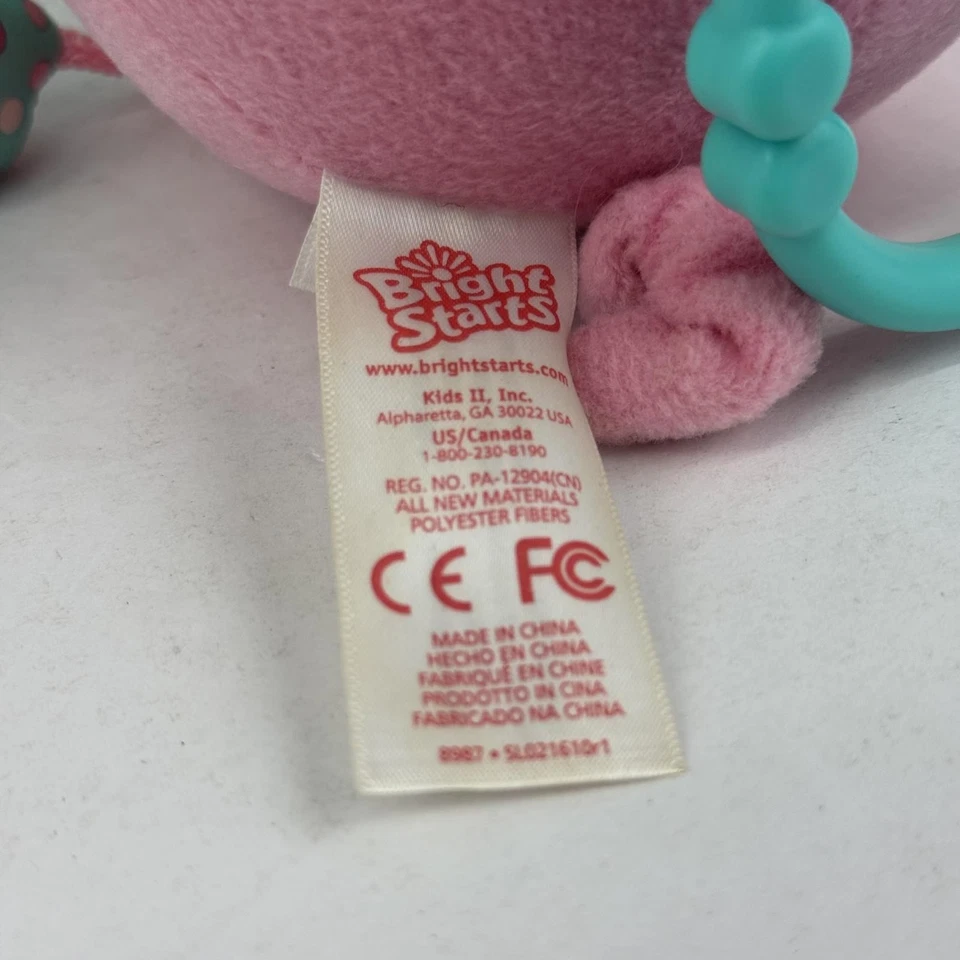 Bright
Starts
www.brightstarts.com
Kids II, Inc.
Alpharetta, GA 30022 USA
US/Canada
1-800-230-8190
REG. NO. PA-12904(CN)
ALL NEW MATERIALS
POLYESTER FIBERS
CE FC
MADE IN CHINA
HECHO EN CHINA
FABRIQUÉ EN CHINE
PRODOTTO IN CINA
FABRICADO NA CHINA
8987 • SL021610r1